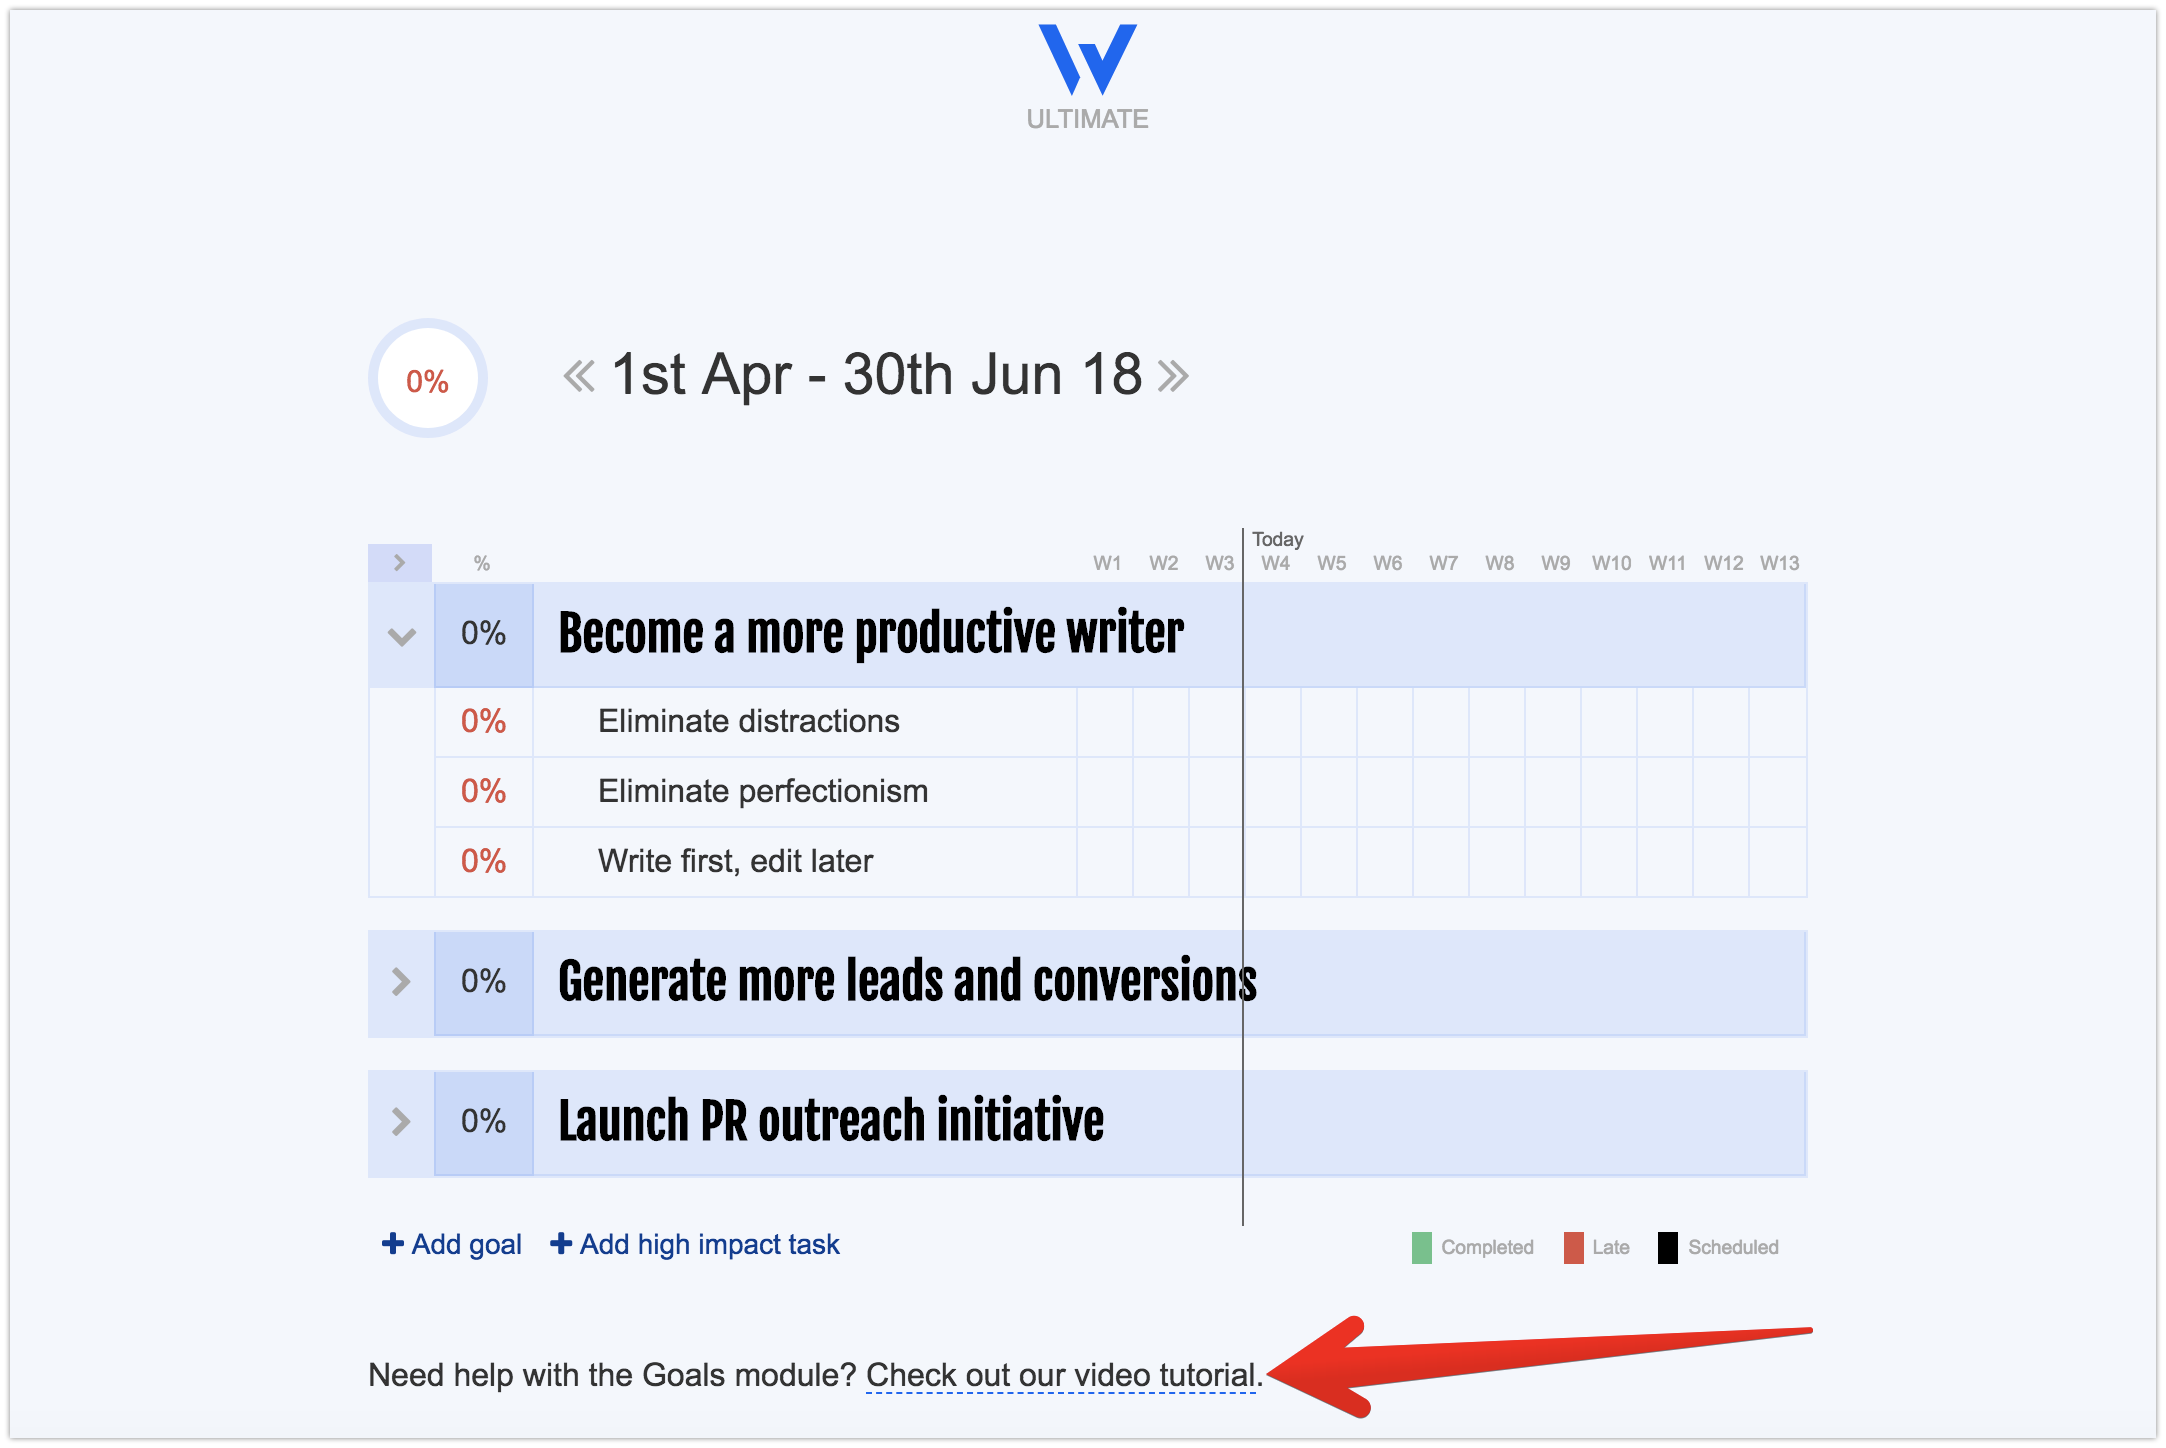 ULTIMATE
0%
1st Apr - 30th Jun 18
Today
% W1 W2 W3 W4 W5 W6 W7 W8 W9 W10 W11 W12 W13
0% Become a more productive writer
0% Eliminate distractions
0% Eliminate perfectionism
0% Write first, edit later
0% Generate more leads and conversions
0% Launch PR outreach initiative
Add goal Add high impact task Completed Late Scheduled
Need help with the Goals module? Check out our video tutorial.